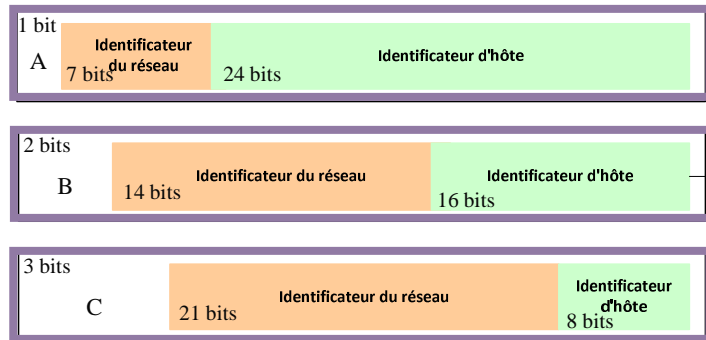 1 bit
A
7 bits
Identificateur
du réseau
24 bits
Identificateur d'hôte
2 bits
B
14 bits
Identificateur du réseau
16 bits
Identificateur d'hôte
3 bits
C
21 bits
Identificateur du réseau
8 bits
Identificateur
d'hôte